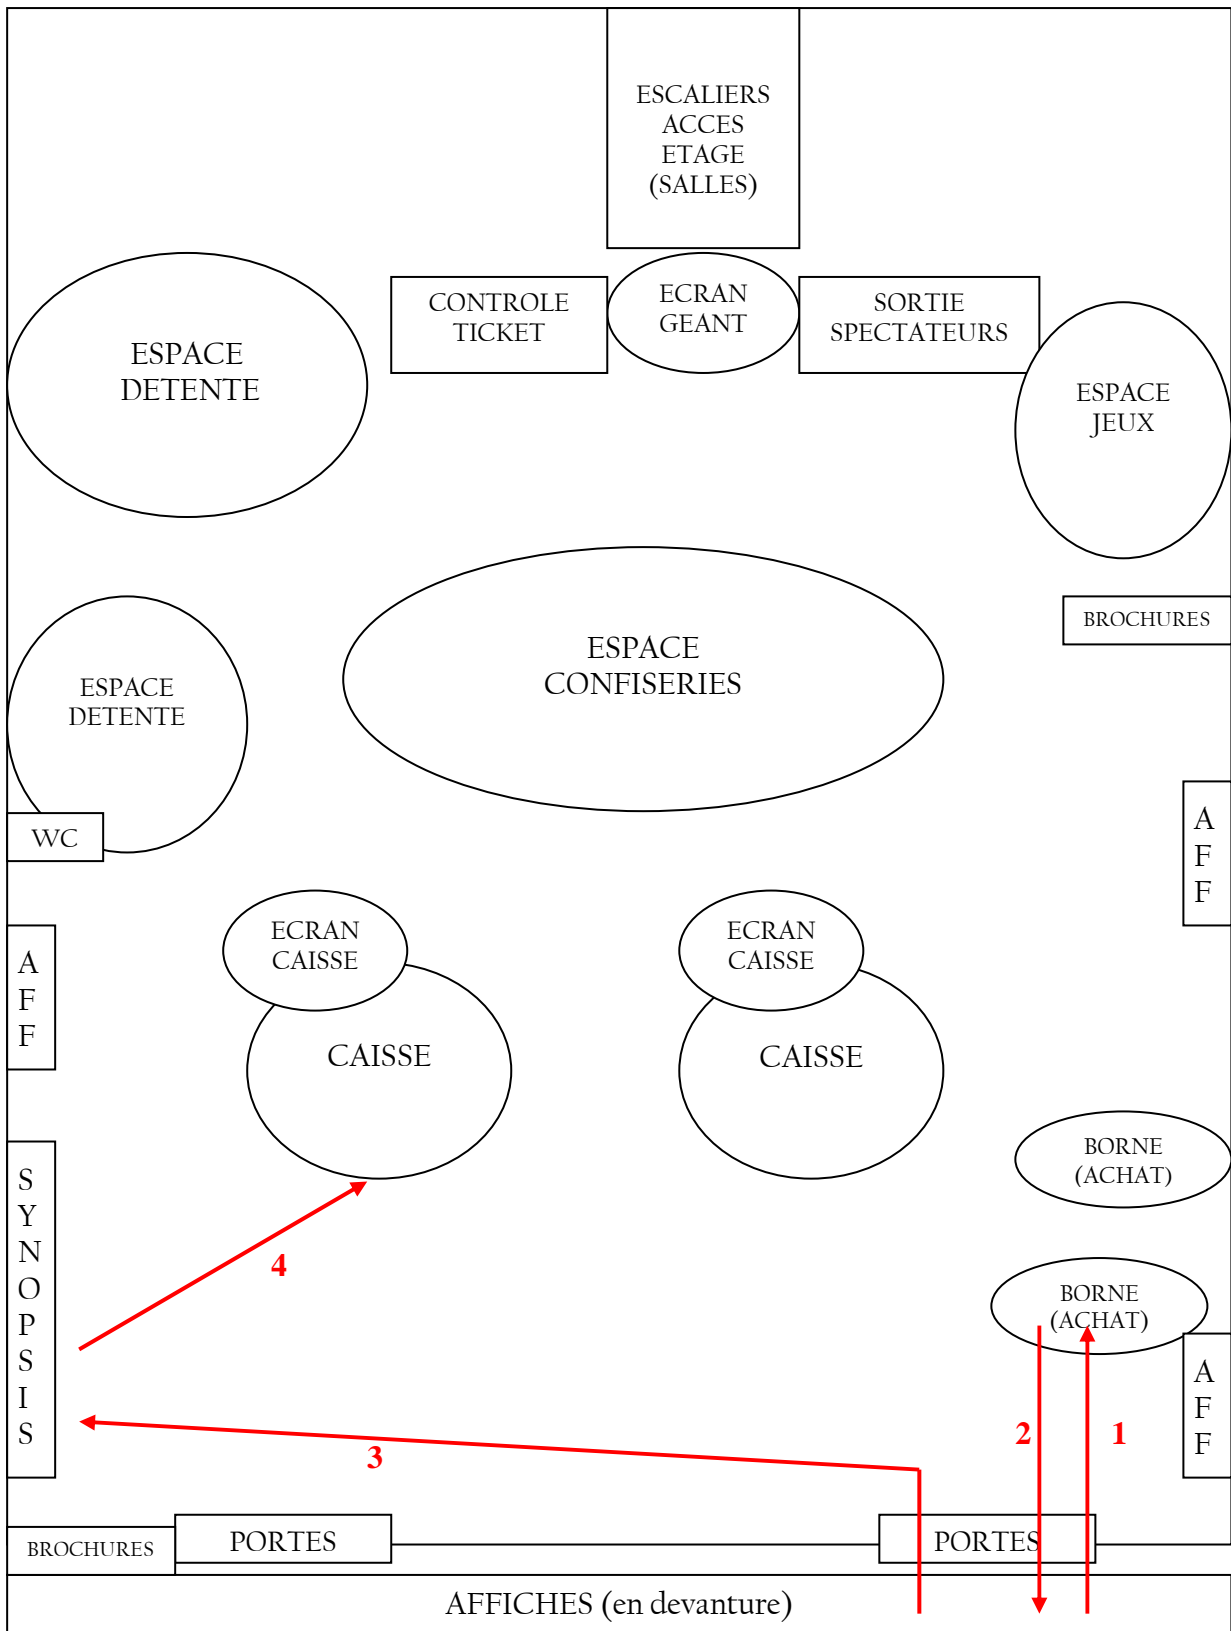 ESCALIERS
ACCES
ETAGE
(SALLES)
CONTROLE
TICKET
ECRAN
GEANT
SORTIE
SPECTATEURS
ESPACE
DETENTE
ESPACE
JEUX
BROCHURES
ESPACE
CONFISERIES
ESPACE
DETENTE
WC
A
F
F
ECRAN
CAISSE
ECRAN
CAISSE
A
F
F
CAISSE
CAISSE
BORNE
(ACHAT)
S
Y
N
O
P
S
I
S
4
BORNE
(ACHAT)
A
F
F
3
2
1
BROCHURES
PORTES
PORTES
AFFICHES (en devanture)